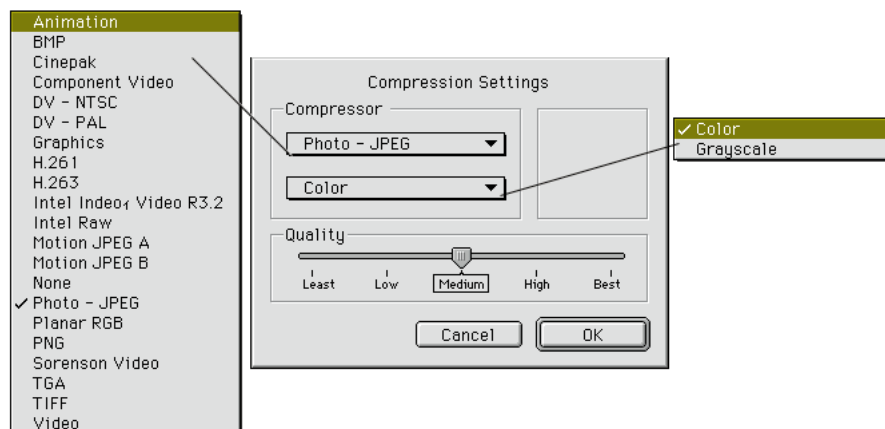 Animation
BMP
Cinepak
Component Video
DV - NTSC
DV - PAL
Graphics
H.261
H.263
Intel Indeo₁ Video R3.2
Intel Raw
Motion JPEG A
Motion JPEG B
None
✓ Photo - JPEG
Planar RGB
PNG
Sorenson Video
TGA
TIFF
Video
Compression Settings
Compressor
Photo - JPEG
Color
Quality
Least Low Medium High Best
Cancel OK
✓ Color
Grayscale